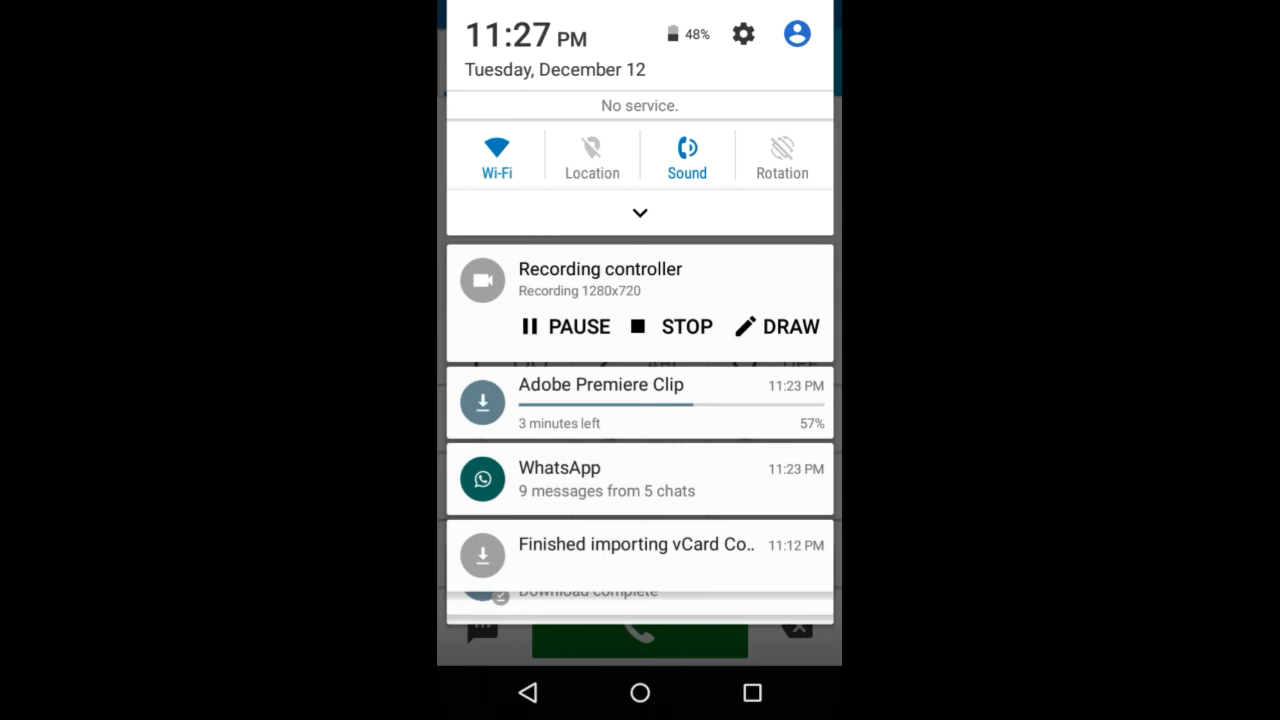 11:27 PM
48%
Tuesday, December 12
No service.
Wi-Fi
Location
Sound
Rotation
Recording controller
Recording 1280x720
PAUSE
STOP
DRAW
Adobe Premiere Clip
11:23 PM
3 minutes left
57%
WhatsApp
11:23 PM
9 messages from 5 chats
Finished importing vCard Co..
11:12 PM
Download complete